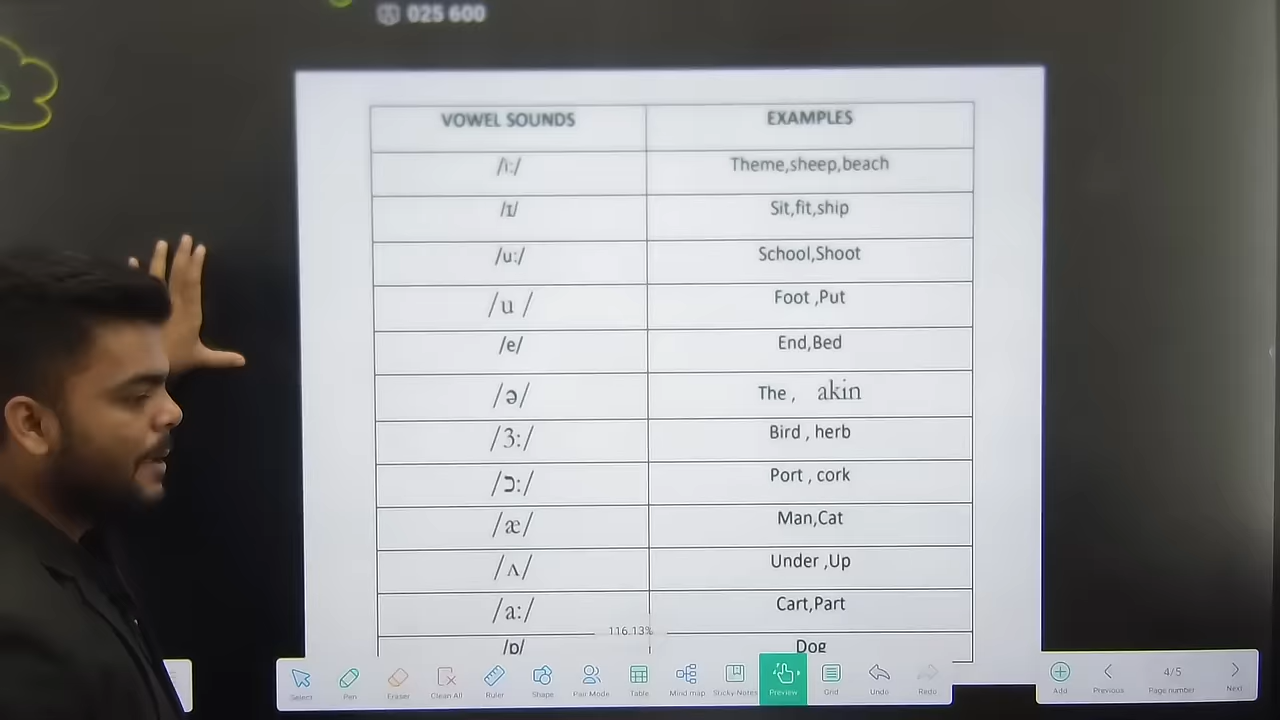 025 600
VOWEL SOUNDS EXAMPLES
/i:/ Theme,sheep,beach
/ɪ/ Sit,fit,ship
/u:/ School,Shoot
/u / Foot ,Put
/e/ End,Bed
/ə/ The , akin
/3:/ Bird , herb
/ɔ:/ Port , cork
/æ/ Man,Cat
/ʌ/ Under ,Up
/a:/ Cart,Part
116.13%
/ɒ/ Dog
Select Pen Eraser Clean All Ruler Shape Pair Mode Table Mind map Sticky Notes Preview Grid Undo Redo
Add Previous 4/5 Page number Next